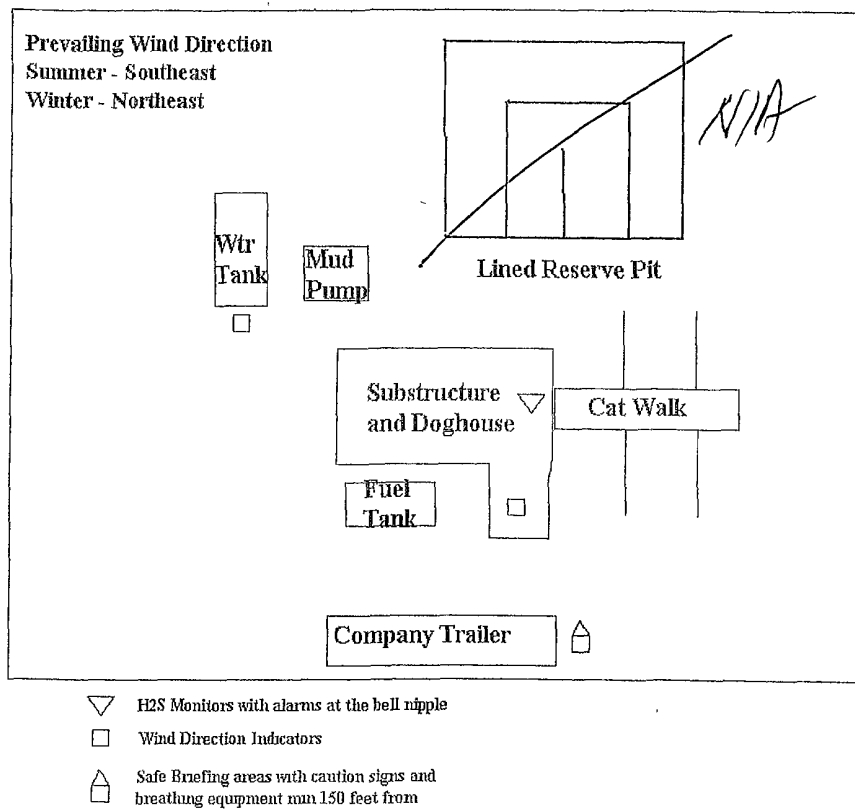 Prevailing Wind Direction
Summer - Southeast
Winter - Northeast
N/A
Wtr
Tank
Mud
Pump
Lined Reserve Pit
Substructure
and Doghouse
Cat Walk
Fuel
Tank
Company Trailer
H2S Monitors with alarms at the bell nipple
Wind Direction Indicators
Safe Briefing areas with caution signs and
breathing equipment min 150 feet from